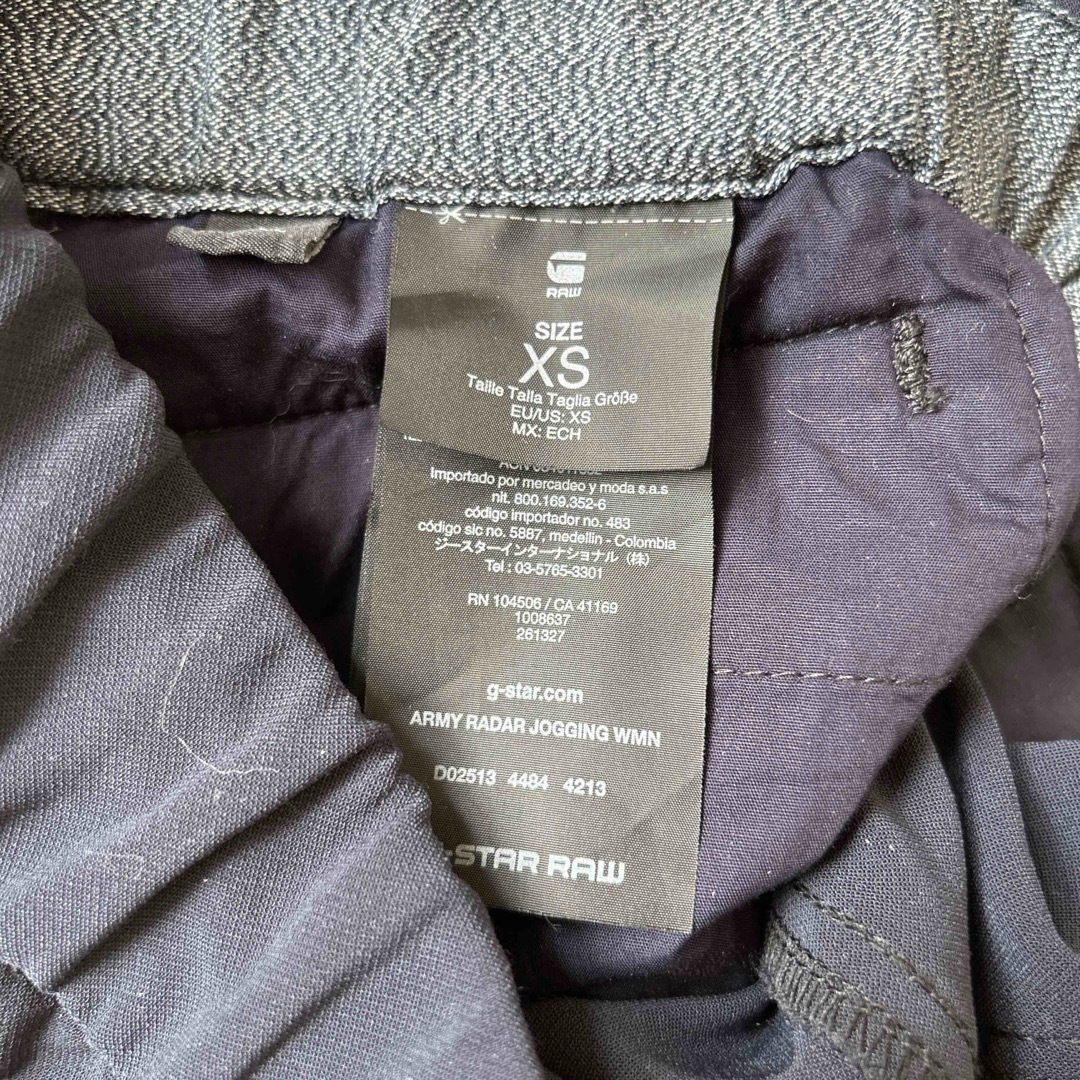 RAW
SIZE
XS
Taille Talla Taglia Größe
EU/US: XS
MX: ECH
Importado por mercadeo y moda s.a.s
nit. 800.169.352-6
código importador no. 483
código sic no. 5887, medellin - Colombia
ジースターインターナショナル（株）
Tel : 03-5765-3301
RN 104506 / CA 41169
1008637
261327
g-star.com
ARMY RADAR JOGGING WMN
D02513 4484 4213
-STAR RAW